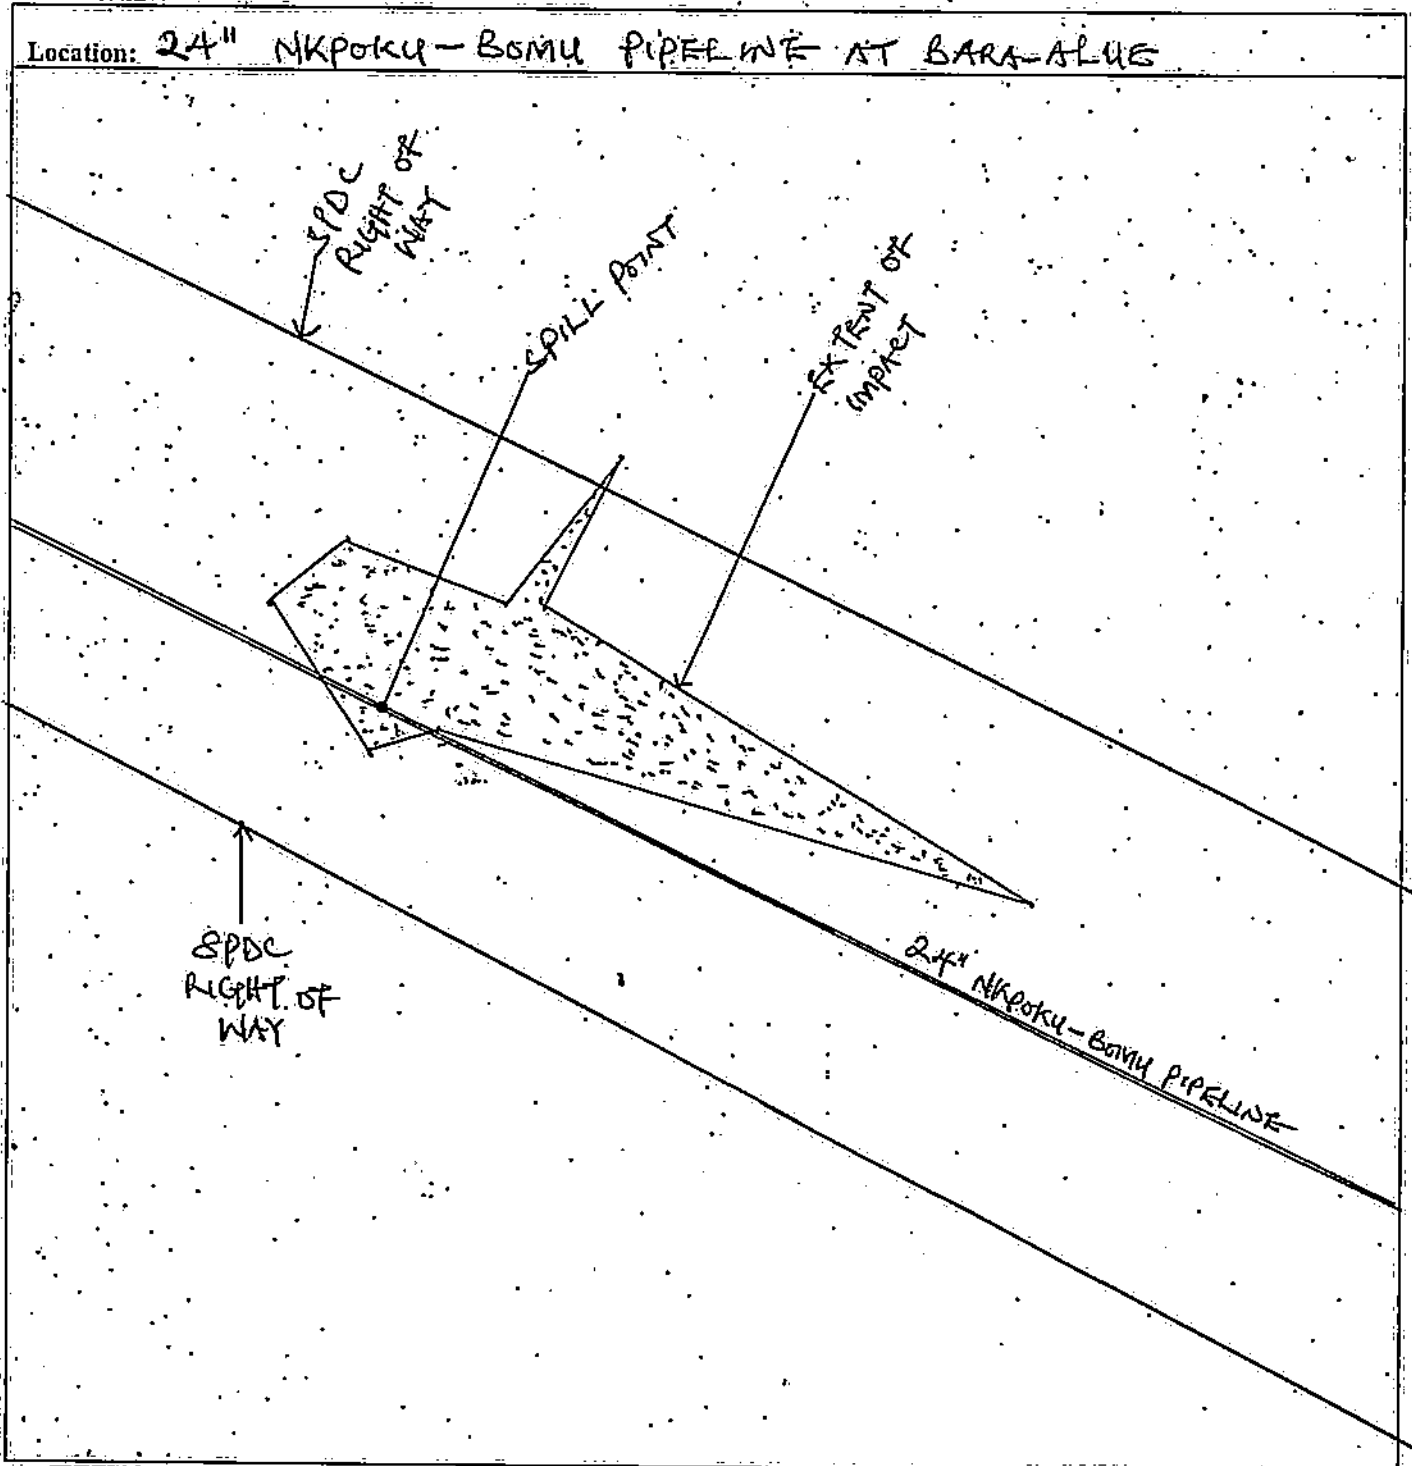 Location: 24" NKPOKU-BOMU PIPELINE AT BARA-ALUE
SPDC
RIGHT OF
WAY
SPILL POINT
EXTENT OF
IMPACT
24" NKPOKU-BOMU PIPELINE
SPDC
RIGHT OF
WAY